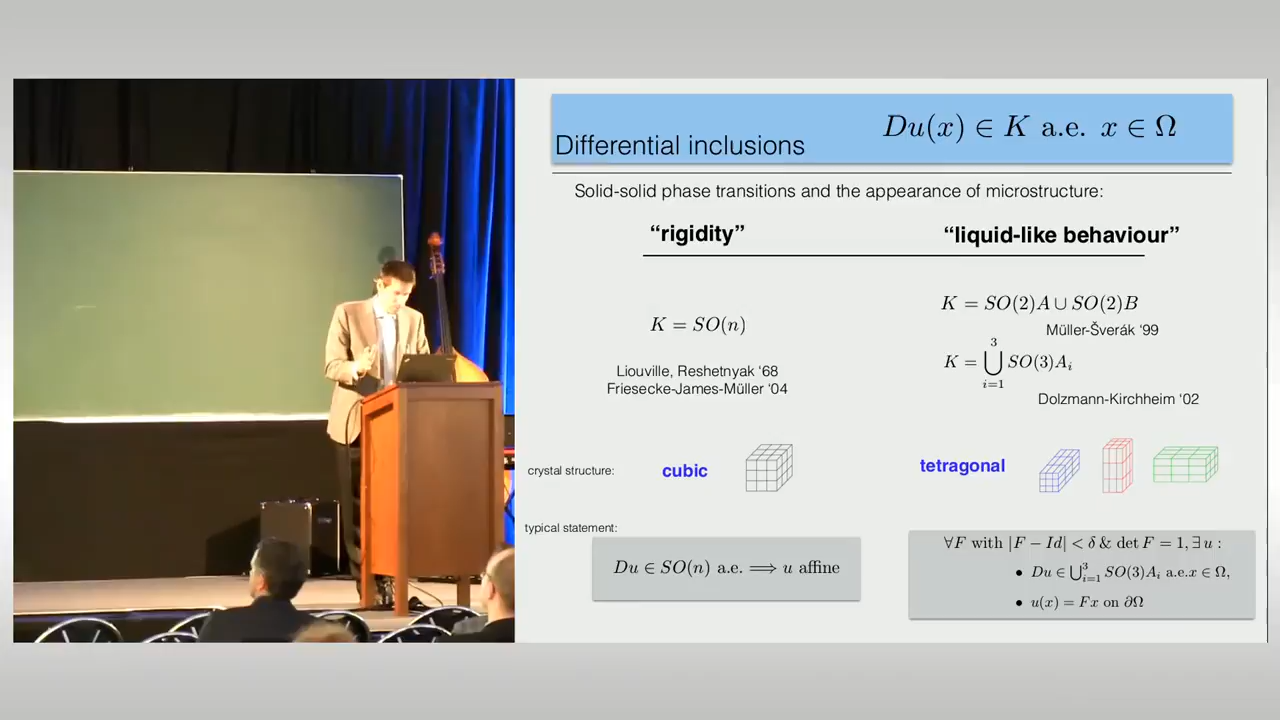 Differential inclusions
Du(x) ∈ K a.e. x ∈ Ω
Solid-solid phase transitions and the appearance of microstructure:
“rigidity”
K = SO(n)
Liouville, Reshetnyak ‘68
Friesecke-James-Müller ‘04
“liquid-like behaviour”
K = SO(2)A ∪ SO(2)B
Müller-Šverák ‘99
K = ⋃_{i=1}^{3} SO(3)A_i
Dolzmann-Kirchheim ‘02
crystal structure:
cubic
tetragonal
typical statement:
Du ∈ SO(n) a.e. ⟹ u affine
∀F with |F − Id| < δ & det F = 1, ∃ u :
• Du ∈ ⋃_{i=1}^{3} SO(3)A_i a.e.x ∈ Ω,
• u(x) = Fx on ∂Ω